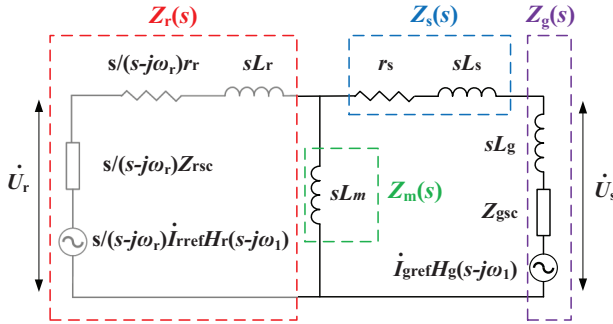 Zr(s)
Zs(s)
Zg(s)
s/(s-jωr)rr
sLr
rs
sLs
sLg
U̇r
s/(s-jωr)Zrsc
sLm
Zm(s)
Zgsc
U̇s
s/(s-jωr)İrrefHr(s-jω1)
İgrefHg(s-jω1)